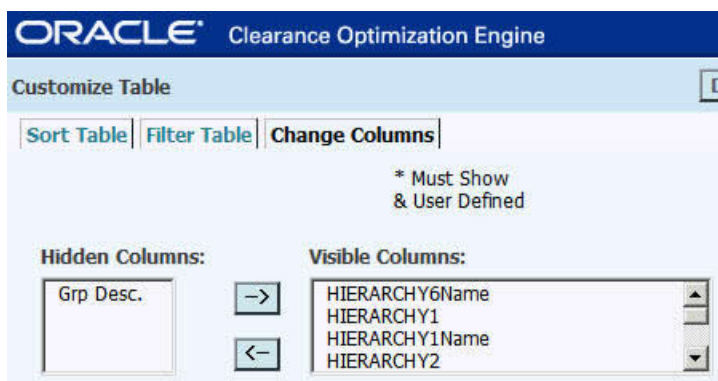 ORACLE Clearance Optimization Engine
Customize Table
Sort Table Filter Table Change Columns
* Must Show
& User Defined
Hidden Columns: Visible Columns:
Grp Desc. --> HIERARCHY6Name
HIERARCHY1
HIERARCHY1Name
<-- HIERARCHY2